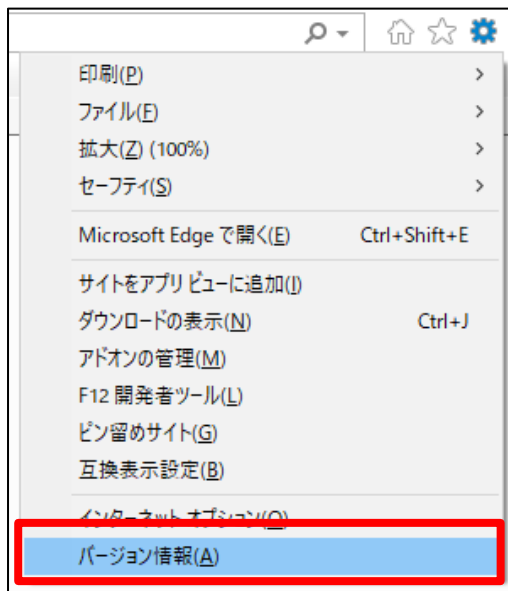 印刷(P)
ファイル(F)
拡大(Z) (100%)
セーフティ(S)
Microsoft Edge で開く(E) Ctrl+Shift+E
サイトをアプリ ビューに追加(I)
ダウンロードの表示(N) Ctrl+J
アドオンの管理(M)
F12 開発者ツール(L)
ピン留めサイト(G)
互換表示設定(B)
インターネット オプション(O)
バージョン情報(A)